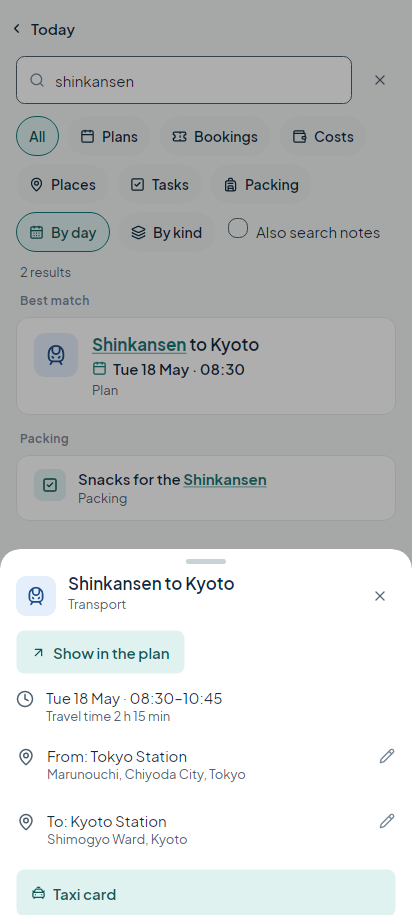 Today
shinkansen
All
Plans
Bookings
Costs
Places
Tasks
Packing
By day
By kind
Also search notes
2 results
Best match
Shinkansen to Kyoto
Tue 18 May · 08:30
Plan
Packing
Snacks for the Shinkansen
Packing
Shinkansen to Kyoto
Transport
Show in the plan
Tue 18 May · 08:30–10:45
Travel time 2 h 15 min
From: Tokyo Station
Marunouchi, Chiyoda City, Tokyo
To: Kyoto Station
Shimogyo Ward, Kyoto
Taxi card